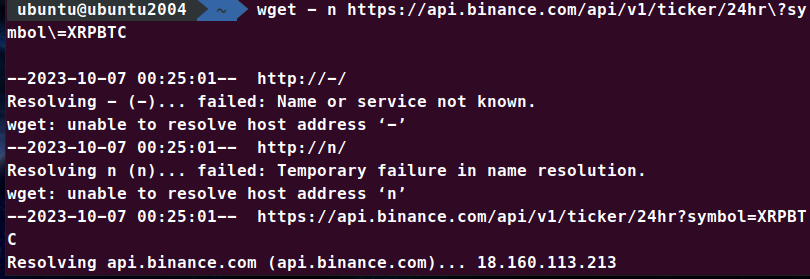 ubuntu@ubuntu2004 ~ wget - n https://api.binance.com/api/v1/ticker/24hr\?sy
mbol\=XRPBTC
--2023-10-07 00:25:01-- http://-/
Resolving - (-)... failed: Name or service not known.
wget: unable to resolve host address ‘-’
--2023-10-07 00:25:01-- http://n/
Resolving n (n)... failed: Temporary failure in name resolution.
wget: unable to resolve host address ‘n’
--2023-10-07 00:25:01-- https://api.binance.com/api/v1/ticker/24hr?symbol=XRPBT
C
Resolving api.binance.com (api.binance.com)... 18.160.113.213